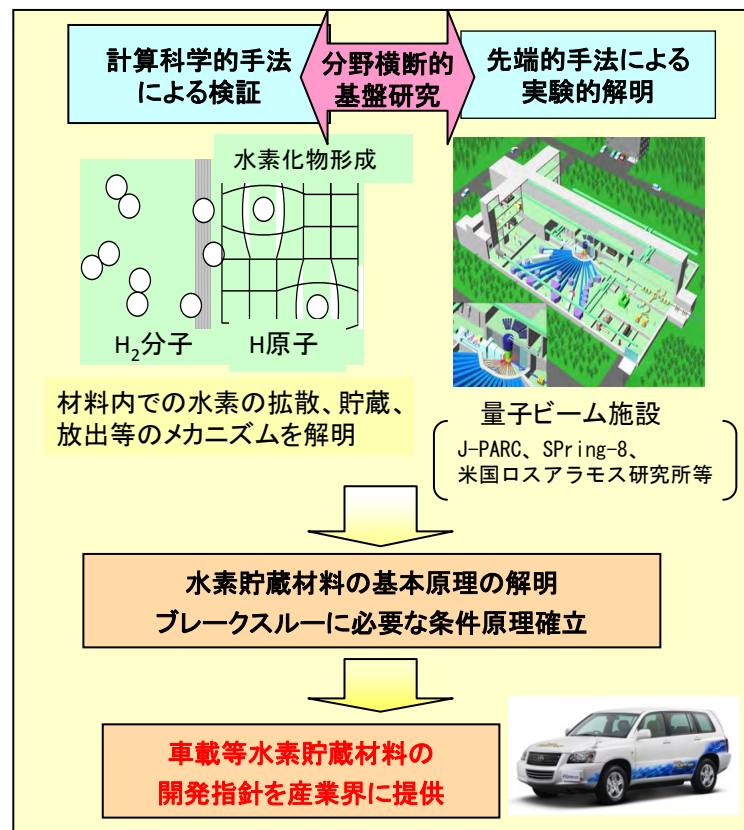 計算科学的手法
による検証
分野横断的
基盤研究
先端的手法による
実験的解明
水素化物形成
H2分子
H原子
材料内での水素の拡散、貯蔵、
放出等のメカニズムを解明
量子ビーム施設
J-PARC、SPring-8、
米国ロスアラモス研究所等
水素貯蔵材料の基本原理の解明
ブレークスルーに必要な条件原理確立
車載等水素貯蔵材料の
開発指針を産業界に提供